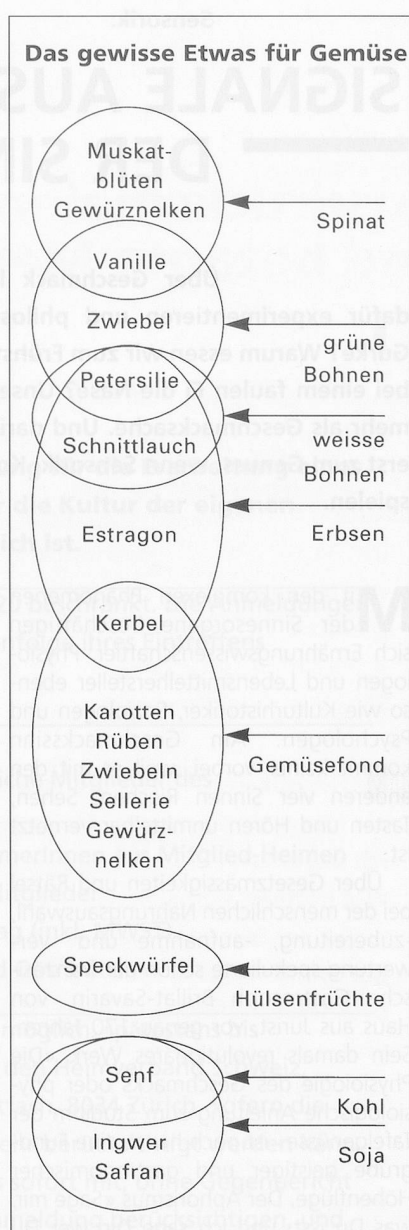 Das gewisse Etwas für Gemüse
Muskat-
blüten
Gewürznelken
Spinat
Vanille
Zwiebel
grüne
Bohnen
Petersilie
weisse
Bohnen
Schnittlauch
Estragon
Erbsen
Kerbel
Karotten
Rüben
Zwiebeln
Sellerie
Gewürz-
nelken
Gemüsefond
Speckwürfel
Hülsenfrüchte
Senf
Kohl
Ingwer
Safran
Soja